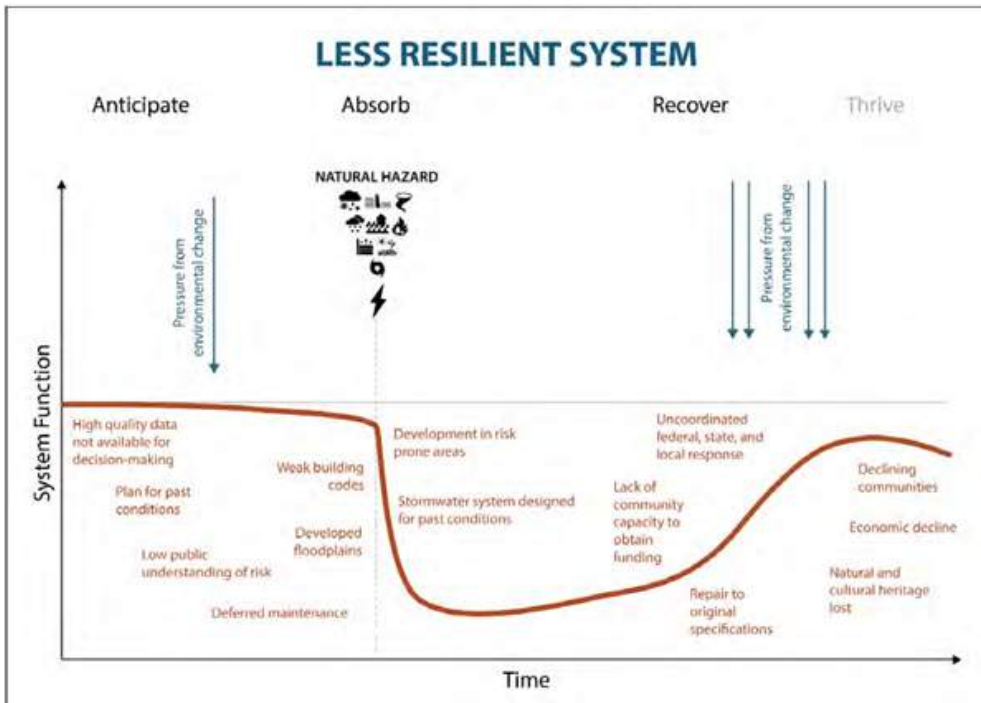 LESS RESILIENT SYSTEM
Anticipate
Absorb
Recover
Thrive
NATURAL HAZARD
Pressure from
environmental change
Pressure from
environmental change
System Function
High quality data
not available for
decision-making
Plan for past
conditions
Low public
understanding of risk
Deferred maintenance
Weak building
codes
Developed
floodplains
Development in risk
prone areas
Stormwater system designed
for past conditions
Uncoordinated
federal, state, and
local response
Lack of
community
capacity to
obtain
funding
Repair to
original
specifications
Declining
communities
Economic decline
Natural and
cultural heritage
lost
Time